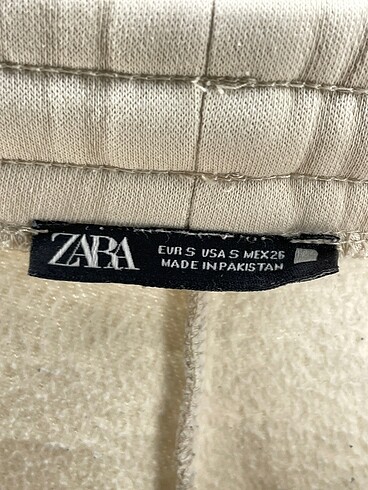 ZARA
EUR S USA S MEX 26
MADE IN PAKISTAN